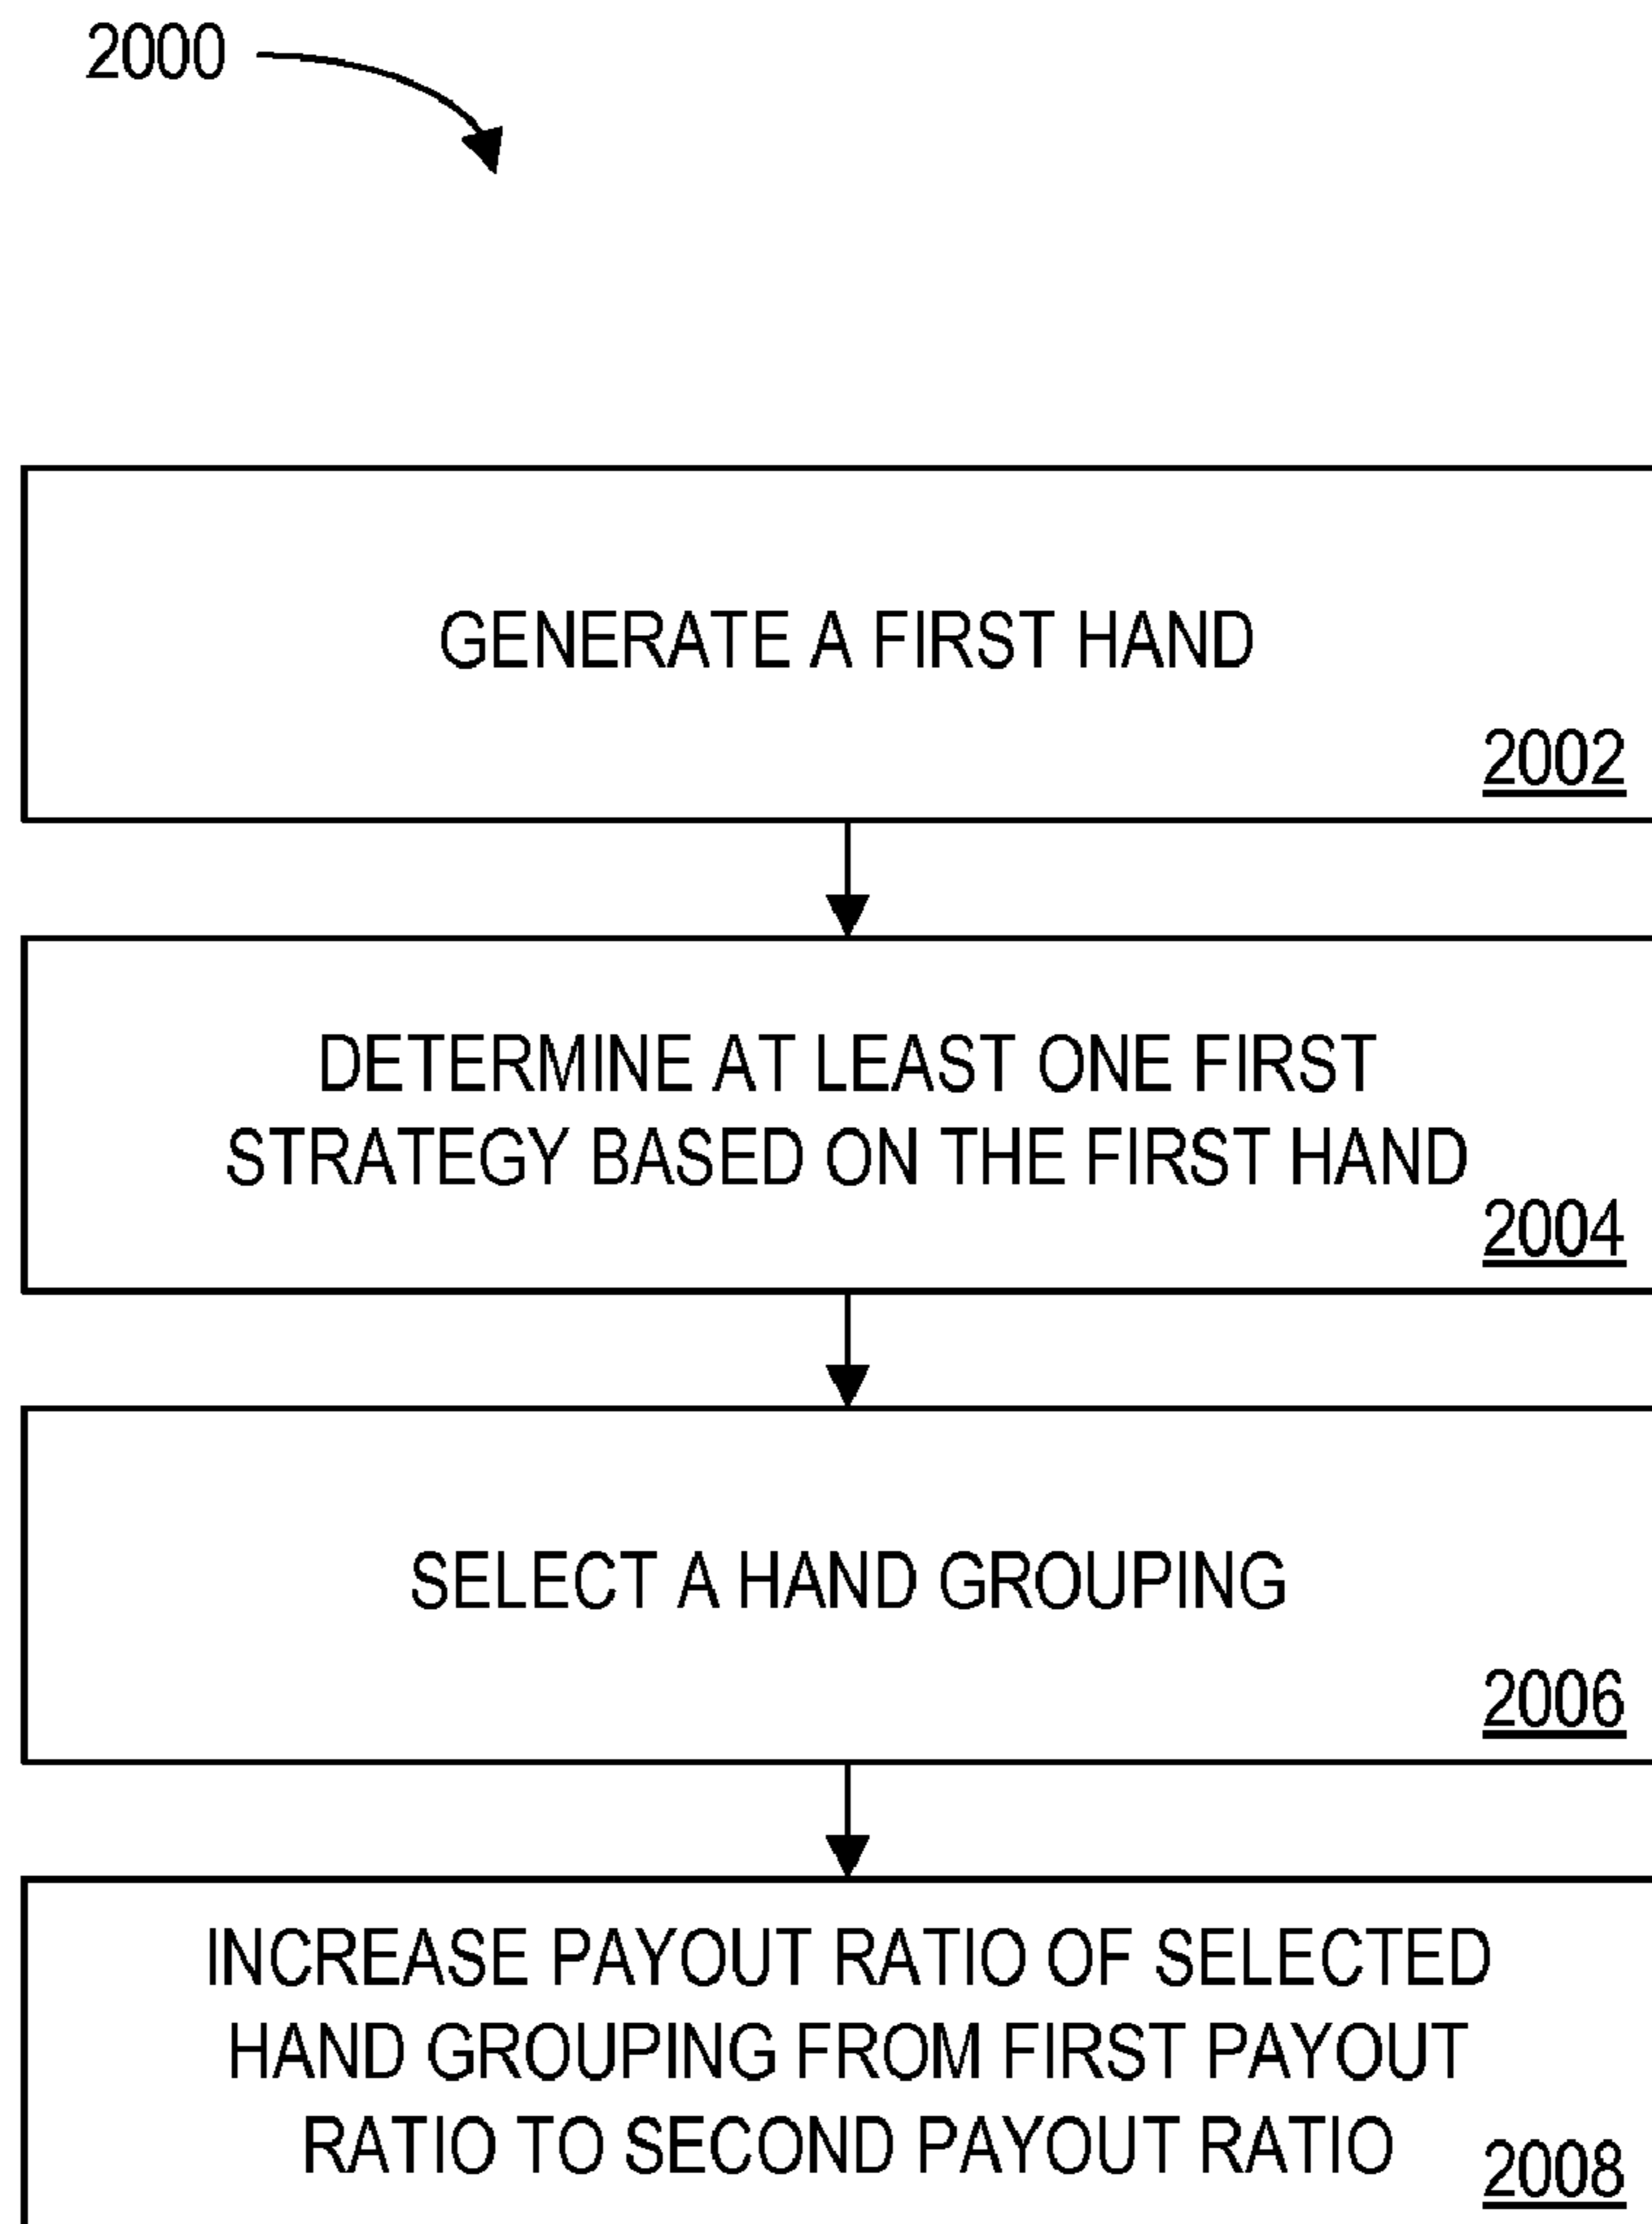 2000
GENERATE A FIRST HAND
2002
DETERMINE AT LEAST ONE FIRST
STRATEGY BASED ON THE FIRST HAND
2004
SELECT A HAND GROUPING
2006
INCREASE PAYOUT RATIO OF SELECTED
HAND GROUPING FROM FIRST PAYOUT
RATIO TO SECOND PAYOUT RATIO
2008